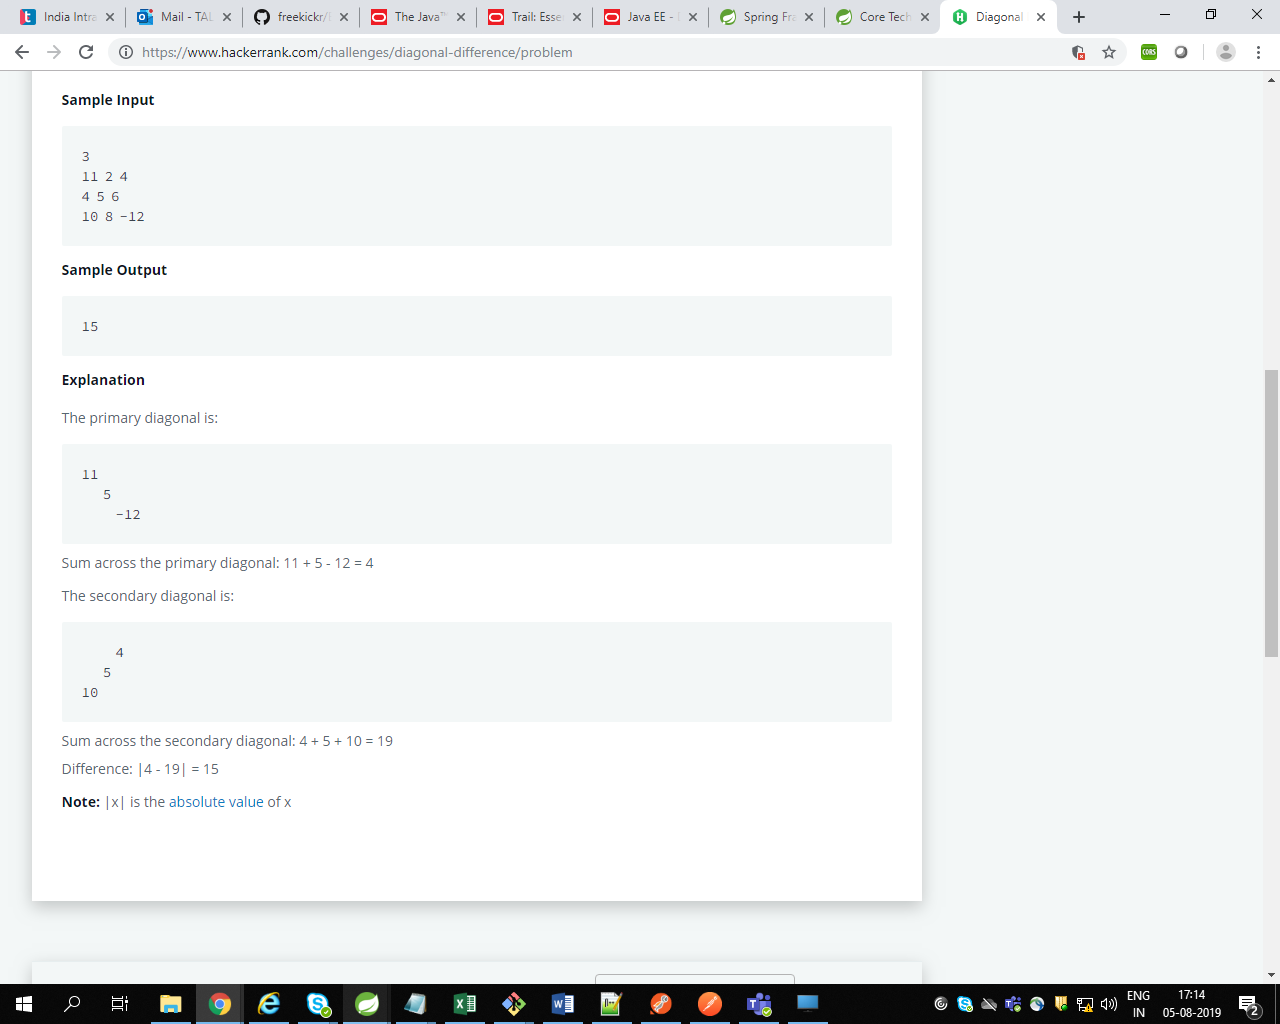 India Intra
Mail - TAL
freekickr/
The Java™
Trail: Esse
Java EE -
Spring Fra
Core Tech
Diagonal
https://www.hackerrank.com/challenges/diagonal-difference/problem
CORS
Sample Input
3
11 2 4
4 5 6
10 8 -12
Sample Output
15
Explanation
The primary diagonal is:
11
5
-12
Sum across the primary diagonal: 11 + 5 - 12 = 4
The secondary diagonal is:
4
5
10
Sum across the secondary diagonal: 4 + 5 + 10 = 19
Difference: |4 - 19| = 15
Note: |x| is the absolute value of x
ENG
IN
17:14
05-08-2019
2